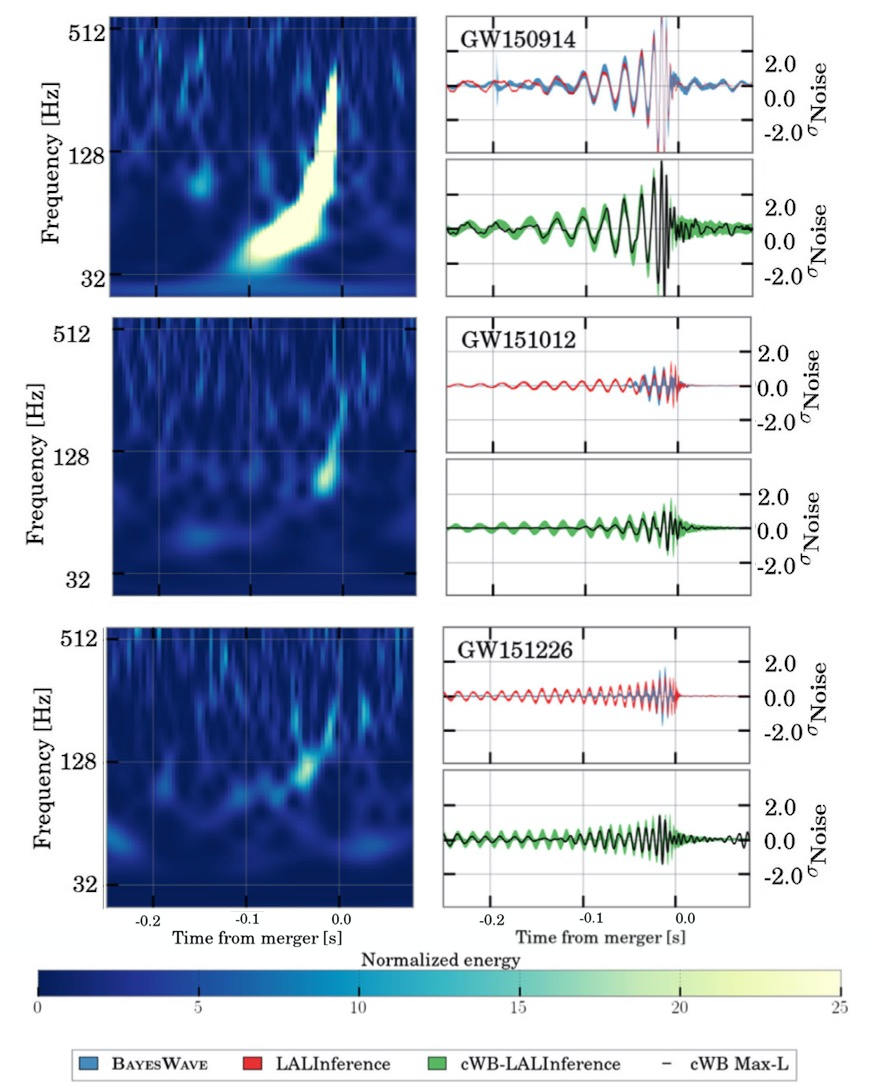 512
128
32
Frequency [Hz]
GW150914
2.0
0.0
-2.0
σNoise
2.0
0.0
-2.0
σNoise
512
128
32
Frequency [Hz]
GW151012
2.0
0.0
-2.0
σNoise
2.0
0.0
-2.0
σNoise
512
128
32
Frequency [Hz]
-0.2 -0.1 0.0
Time from merger [s]
GW151226
2.0
0.0
-2.0
σNoise
2.0
0.0
-2.0
σNoise
-0.2 -0.1 0.0
Time from merger [s]
Normalized energy
0 5 10 15 20 25
BAYESWAVE LALInference cWB-LALInference cWB Max-L